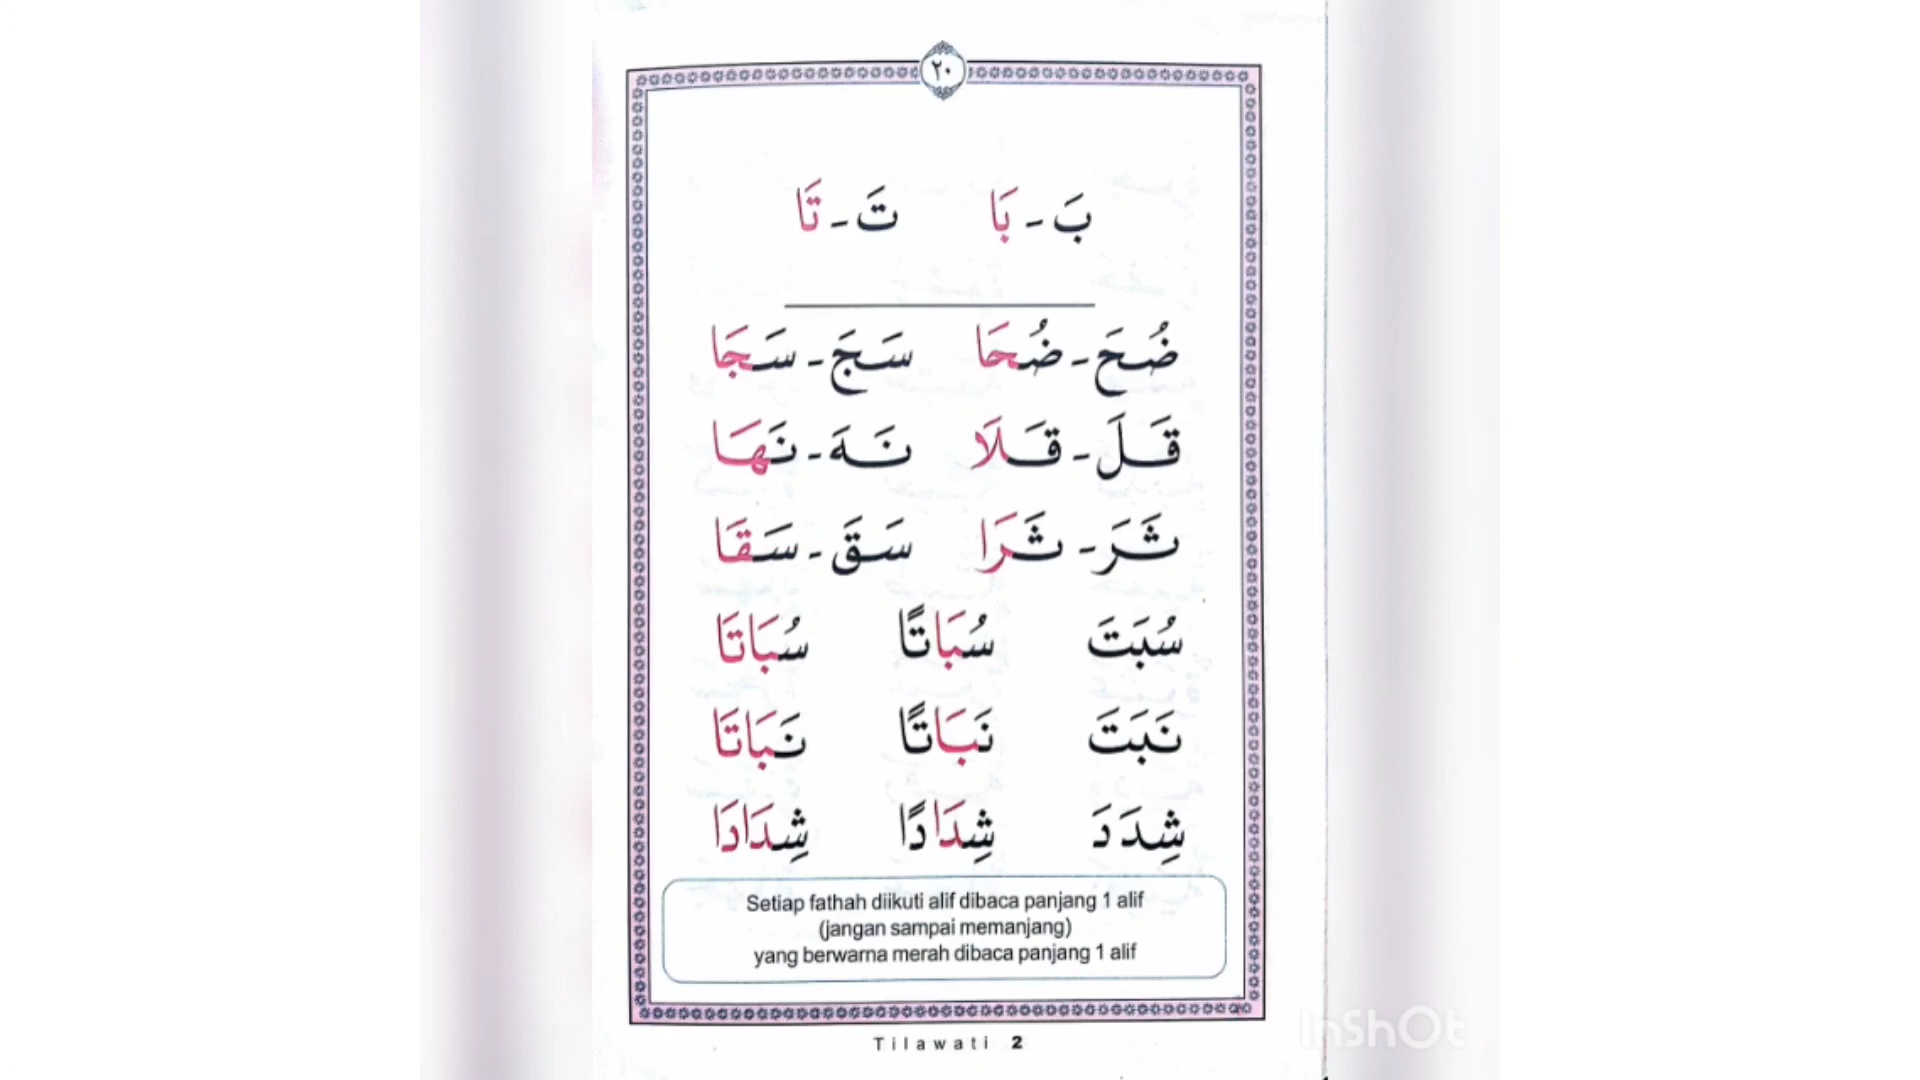 ٢٠
بَ - بَا تَ - تَا
ضُحَ - ضُحَا سَجَ - سَجَا
قَلَ - قَلَا نَهَ - نَهَا
ثَرَ - ثَرَا سَقَ - سَقَا
سُبَتَ سُبَاتًا سُبَاتَا
نَبَتَ نَبَاتًا نَبَاتَا
شِدَدَ شِدَادًا شِدَادَا
Setiap fathah diikuti alif dibaca panjang 1 alif
(jangan sampai memanjang)
yang berwarna merah dibaca panjang 1 alif
Tilawati 2
InShOt